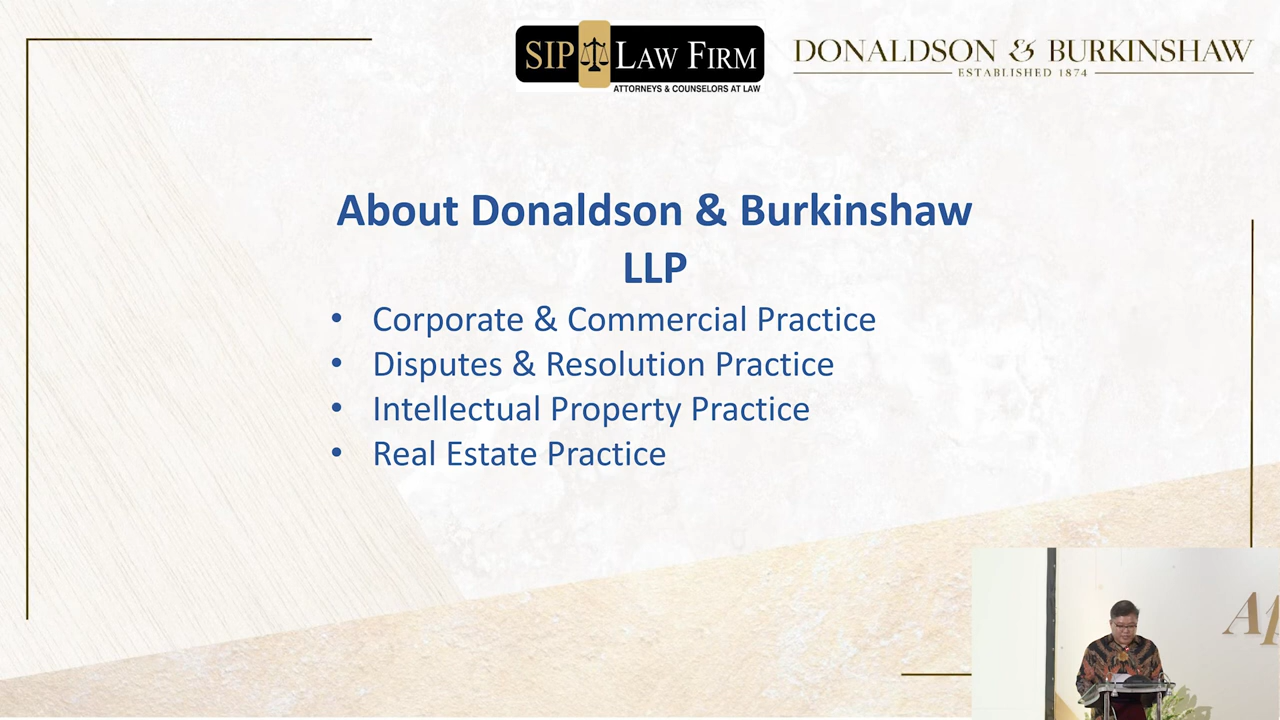 SIP LAW FIRM
ATTORNEYS & COUNSELORS AT LAW
DONALDSON & BURKINSHAW
ESTABLISHED 1874
About Donaldson & Burkinshaw
LLP
• Corporate & Commercial Practice
• Disputes & Resolution Practice
• Intellectual Property Practice
• Real Estate Practice